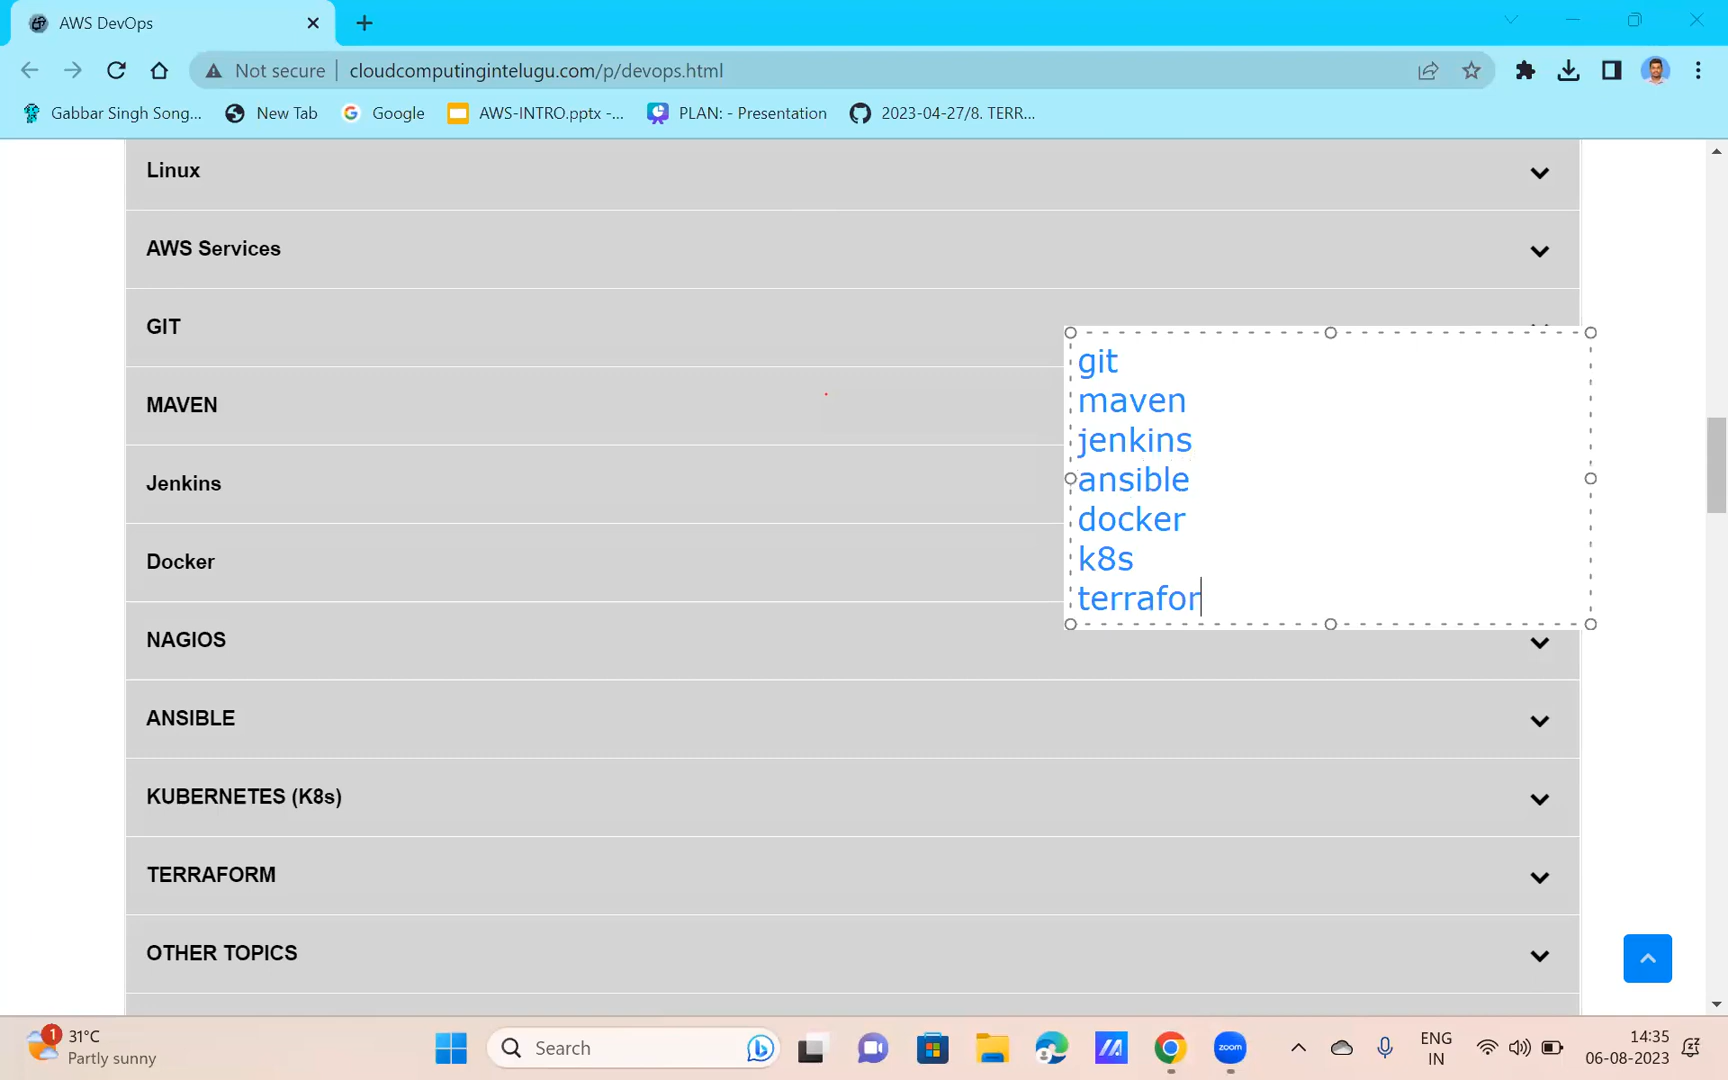 AWS DevOps
Not secure
cloudcomputingintelugu.com/p/devops.html
Gabbar Singh Song...
New Tab
Google
AWS-INTRO.pptx -...
PLAN: - Presentation
2023-04-27/8. TERR...
Linux
AWS Services
GIT
MAVEN
Jenkins
Docker
NAGIOS
ANSIBLE
KUBERNETES (K8s)
TERRAFORM
OTHER TOPICS
git
maven
jenkins
ansible
docker
k8s
terrafor
1
31°C
Partly sunny
Search
zoom
ENG
IN
14:35
06-08-2023